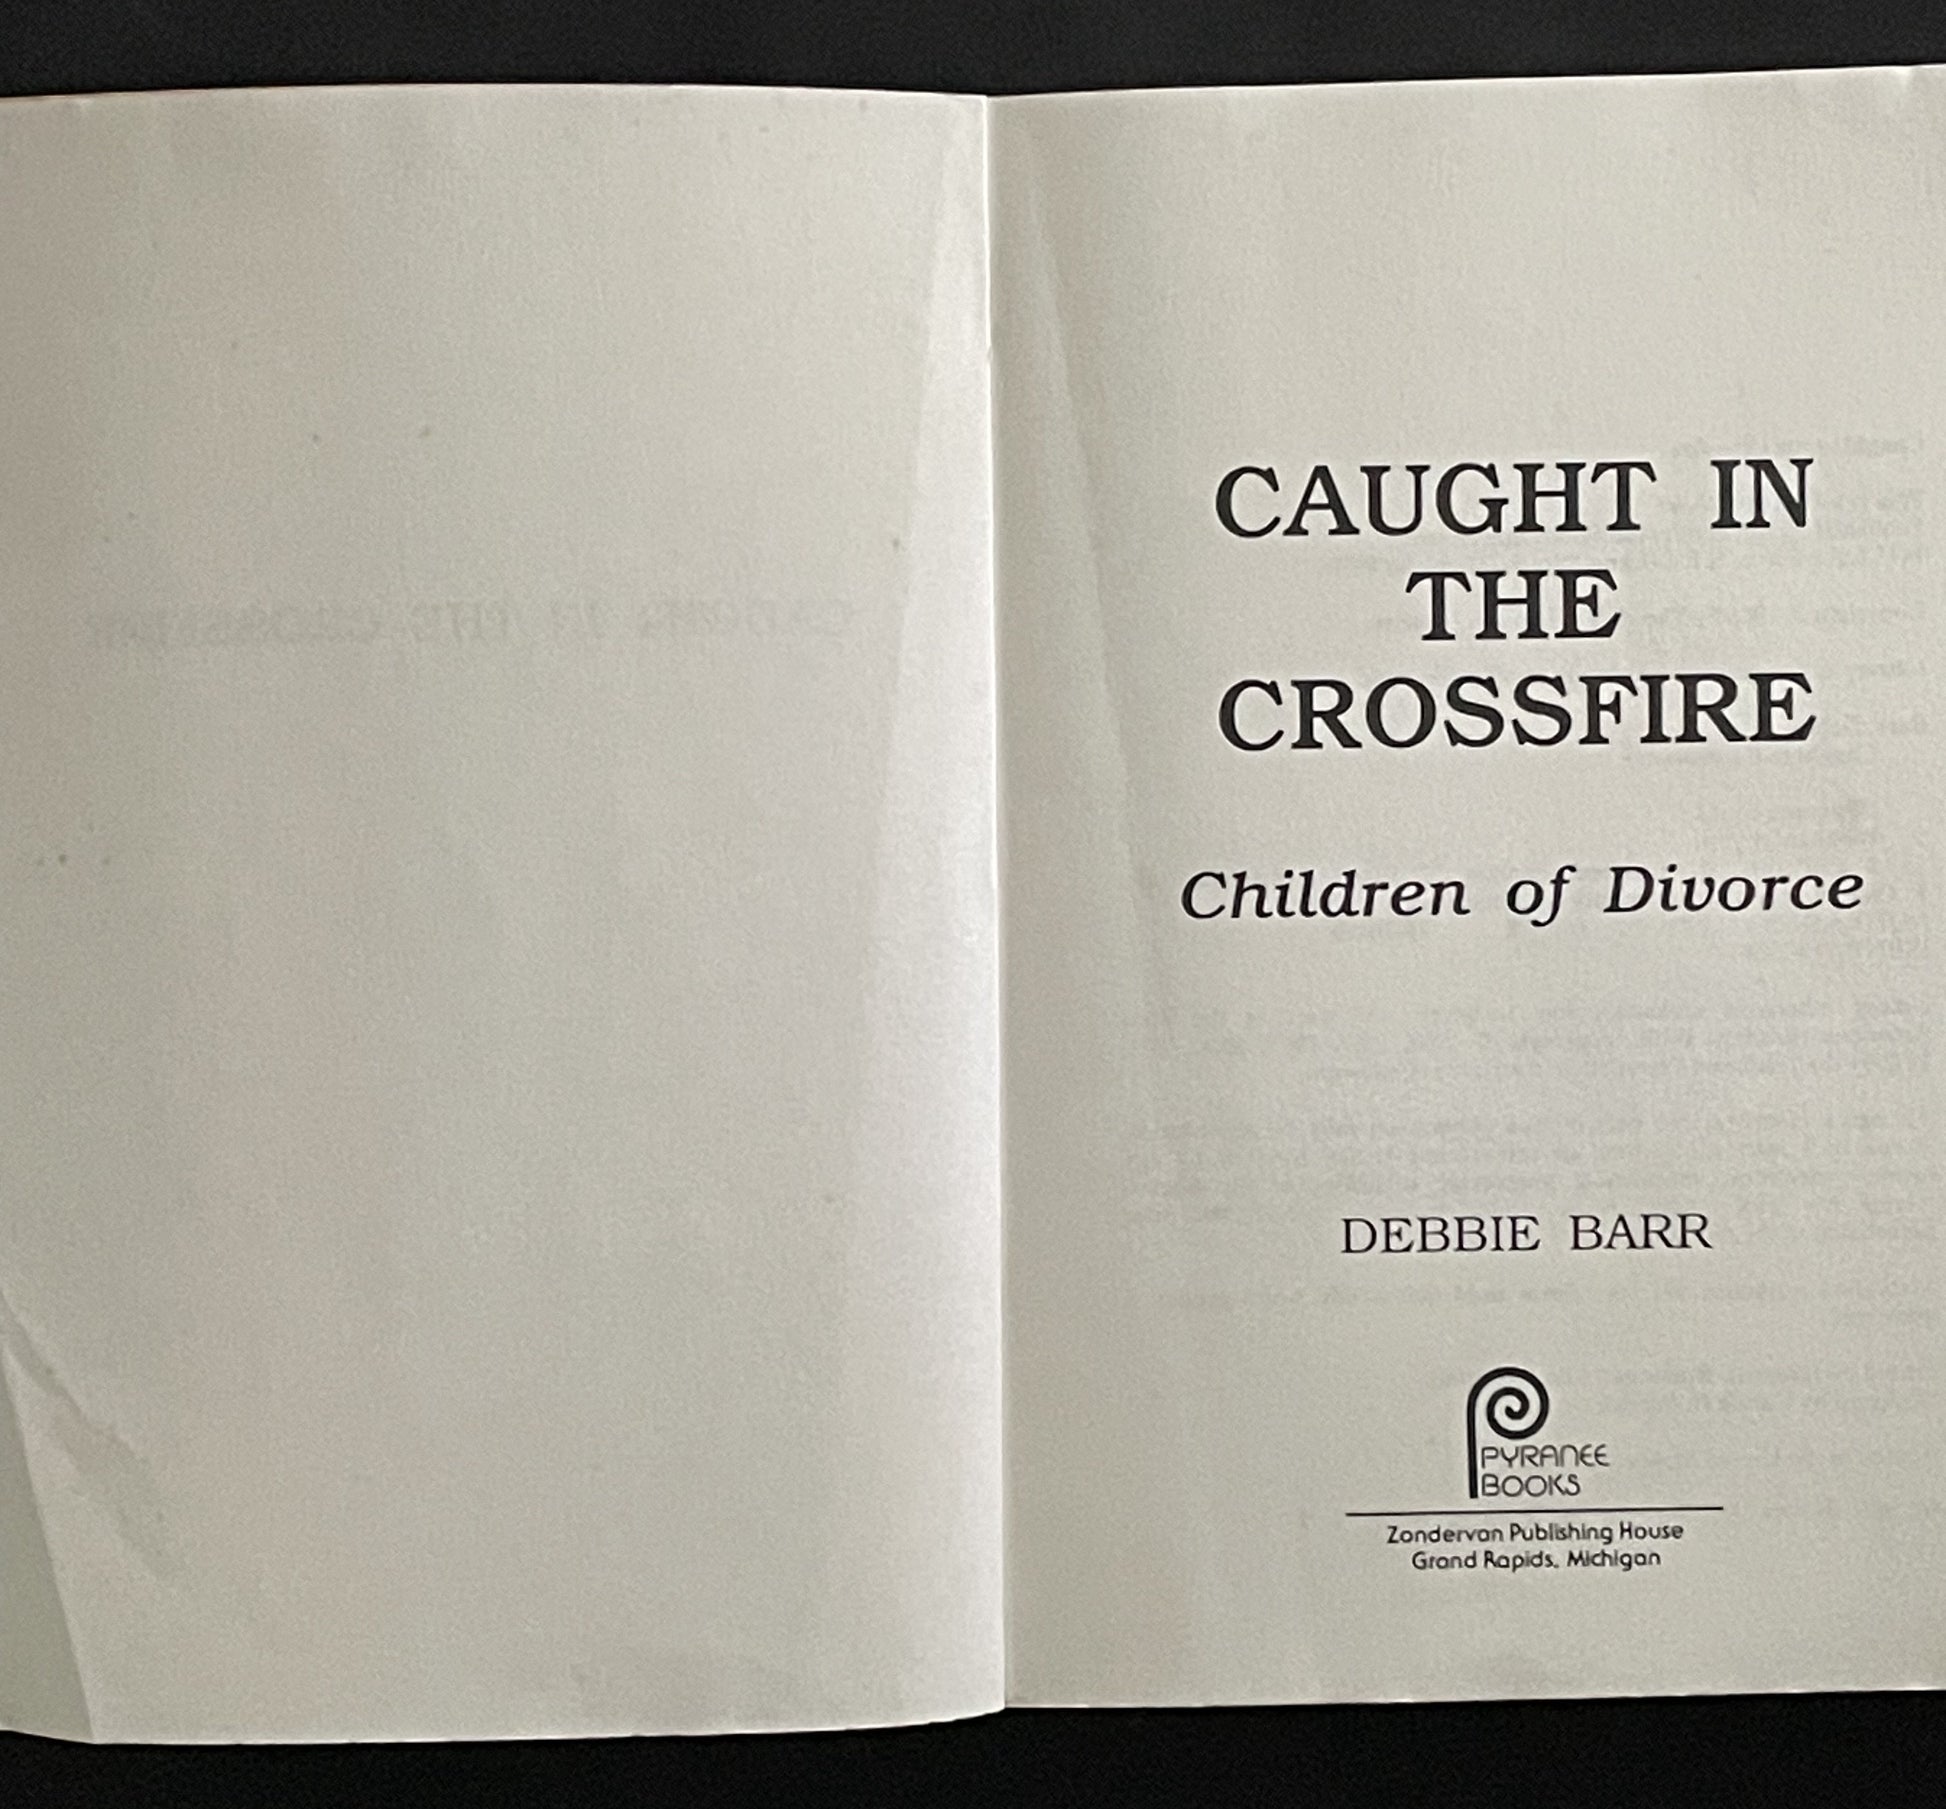 CAUGHT IN
THE
CROSSFIRE
Children of Divorce
DEBBIE BARR
PYRANEE
BOOKS
Zondervan Publishing House
Grand Rapids, Michigan